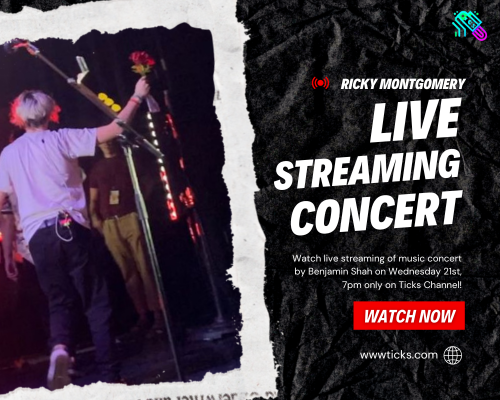 RICKY MONTGOMERY
LIVE
STREAMING
CONCERT
Watch live streaming of music concert
by Benjamin Shah on Wednesday 21st,
7pm only on Ticks Channel!
WATCH NOW
wwwticks.com